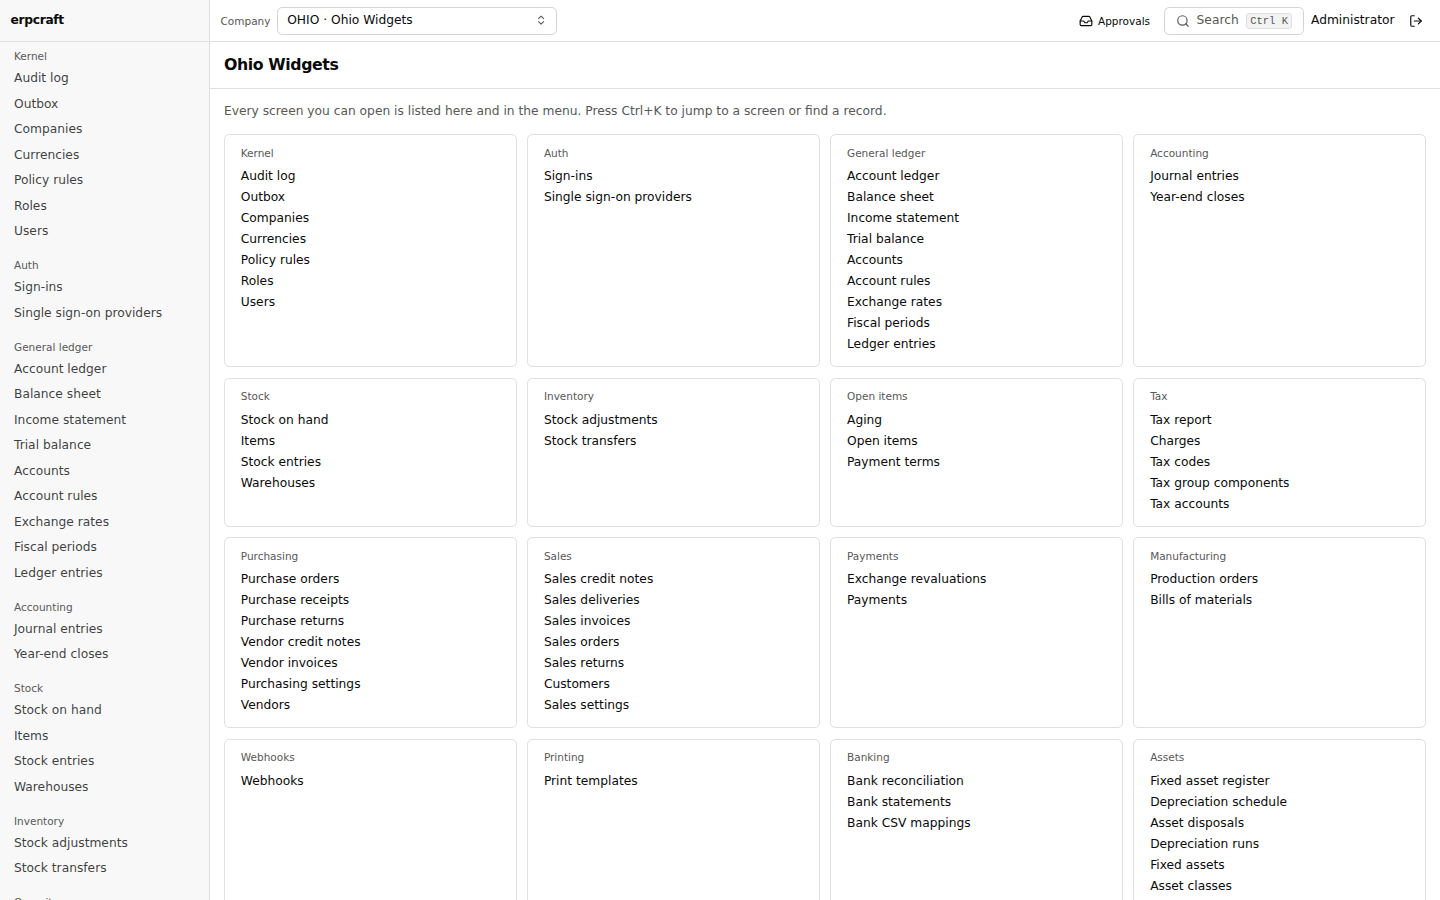 erpcraft
Company
OHIO · Ohio Widgets
Approvals
Search
Ctrl K
Administrator
Kernel
Audit log
Outbox
Companies
Currencies
Policy rules
Roles
Users
Auth
Sign-ins
Single sign-on providers
General ledger
Account ledger
Balance sheet
Income statement
Trial balance
Accounts
Account rules
Exchange rates
Fiscal periods
Ledger entries
Accounting
Journal entries
Year-end closes
Stock
Stock on hand
Items
Stock entries
Warehouses
Inventory
Stock adjustments
Stock transfers
Ohio Widgets
Every screen you can open is listed here and in the menu. Press Ctrl+K to jump to a screen or find a record.
Kernel
Audit log
Outbox
Companies
Currencies
Policy rules
Roles
Users
Auth
Sign-ins
Single sign-on providers
General ledger
Account ledger
Balance sheet
Income statement
Trial balance
Accounts
Account rules
Exchange rates
Fiscal periods
Ledger entries
Accounting
Journal entries
Year-end closes
Stock
Stock on hand
Items
Stock entries
Warehouses
Inventory
Stock adjustments
Stock transfers
Open items
Aging
Open items
Payment terms
Tax
Tax report
Charges
Tax codes
Tax group components
Tax accounts
Purchasing
Purchase orders
Purchase receipts
Purchase returns
Vendor credit notes
Vendor invoices
Purchasing settings
Vendors
Sales
Sales credit notes
Sales deliveries
Sales invoices
Sales orders
Sales returns
Customers
Sales settings
Payments
Exchange revaluations
Payments
Manufacturing
Production orders
Bills of materials
Webhooks
Webhooks
Printing
Print templates
Banking
Bank reconciliation
Bank statements
Bank CSV mappings
Assets
Fixed asset register
Depreciation schedule
Asset disposals
Depreciation runs
Fixed assets
Asset classes